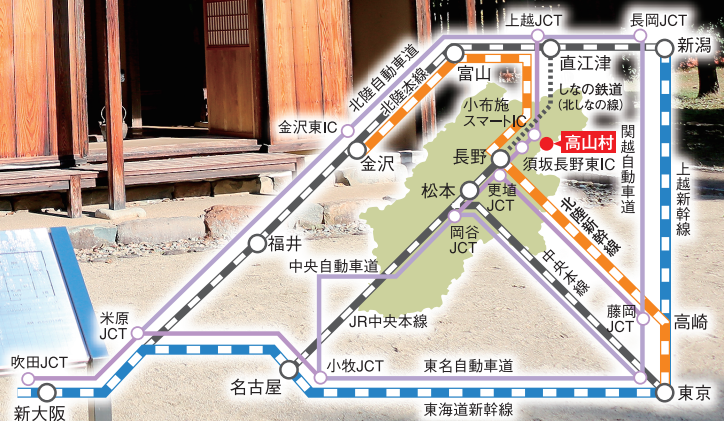 上越JCT
長岡JCT
新潟
直江津
富山
北陸自動車道
北陸本線
しなの鉄道
(北しなの線)
小布施
スマートIC
金沢東IC
金沢
高山村
長野
須坂長野東IC
関越自動車道
上越新幹線
松本
更埴
JCT
岡谷
JCT
北陸新幹線
中央本線
福井
中央自動車道
JR中央本線
米原
JCT
藤岡
JCT
高崎
吹田JCT
名古屋
小牧JCT
東名自動車道
新大阪
東海道新幹線
東京